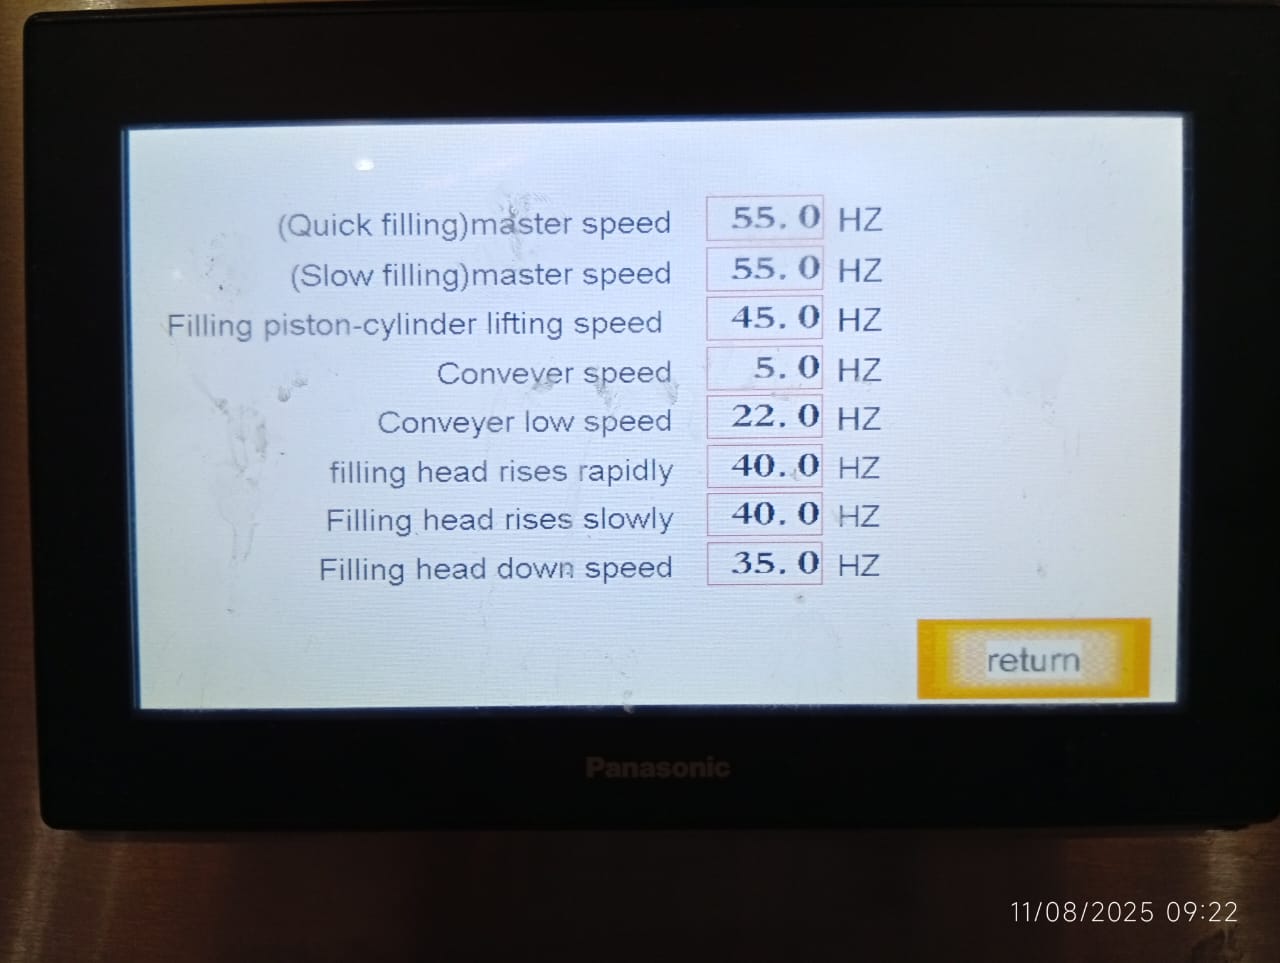 (Quick filling)master speed 55.0 HZ
(Slow filling)master speed 55.0 HZ
Filling piston-cylinder lifting speed 45.0 HZ
Conveyer speed 5.0 HZ
Conveyer low speed 22.0 HZ
filling head rises rapidly 40.0 HZ
Filling head rises slowly 40.0 HZ
Filling head down speed 35.0 HZ
return
Panasonic
11/08/2025 09:22